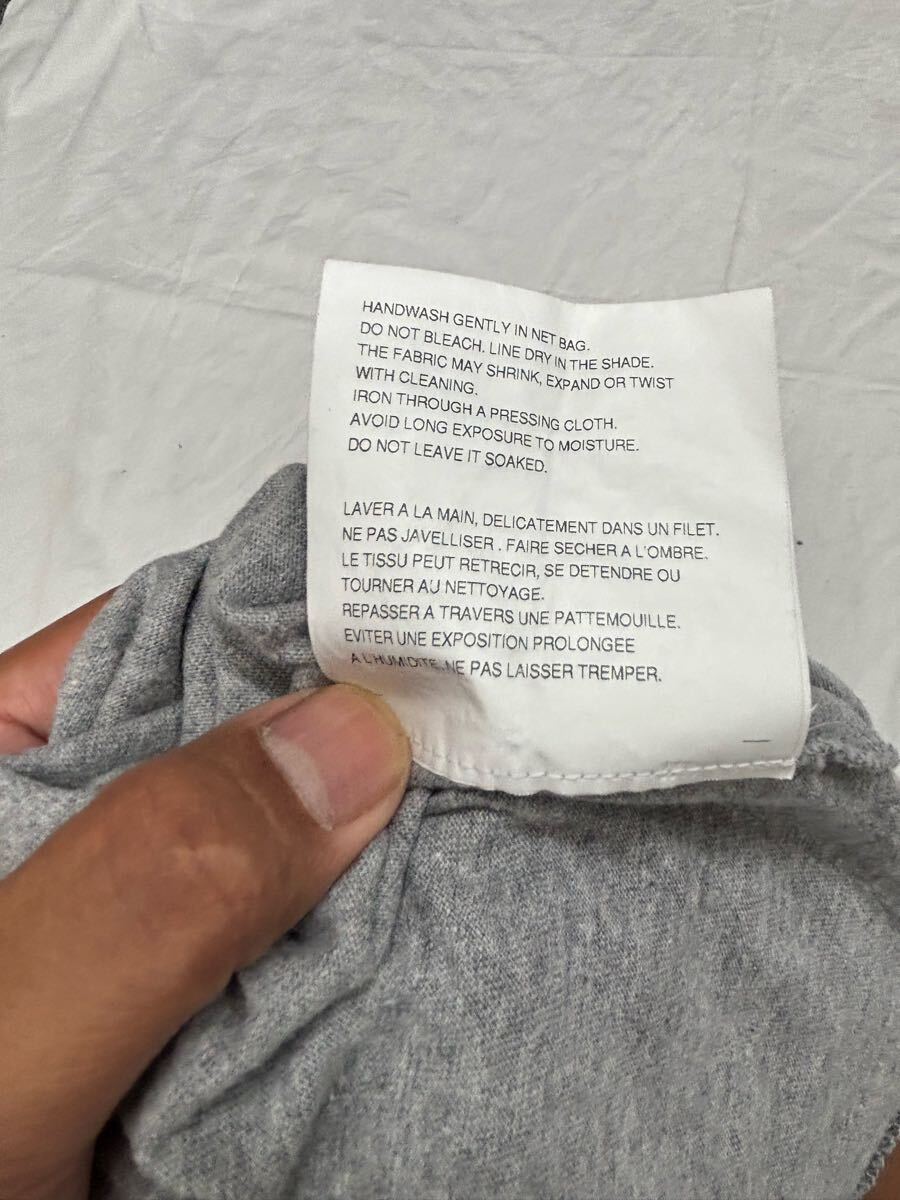 HANDWASH GENTLY IN NET BAG.
DO NOT BLEACH. LINE DRY IN THE SHADE.
THE FABRIC MAY SHRINK, EXPAND OR TWIST
WITH CLEANING.
IRON THROUGH A PRESSING CLOTH.
AVOID LONG EXPOSURE TO MOISTURE.
DO NOT LEAVE IT SOAKED.
LAVER A LA MAIN, DELICATEMENT DANS UN FILET.
NE PAS JAVELLISER . FAIRE SECHER A L'OMBRE.
LE TISSU PEUT RETRECIR, SE DETENDRE OU
TOURNER AU NETTOYAGE.
REPASSER A TRAVERS UNE PATTEMOUILLE.
EVITER UNE EXPOSITION PROLONGEE
A L'HUMIDITE. NE PAS LAISSER TREMPER.